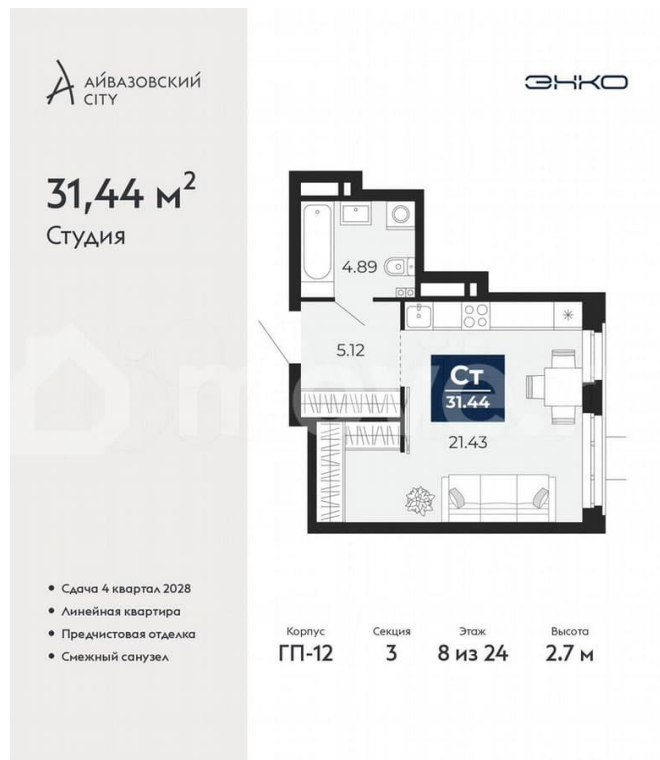 АЙВАЗОВСКИЙ
CITY
ЭНКО
31,44 м²
Студия
4.89
5.12
Ст
31.44
21.43
• Сдача 4 квартал 2028
• Линейная квартира
• Предчистовая отделка
• Смежный санузел
Корпус Секция Этаж Высота
ГП-12 3 8 из 24 2.7 м